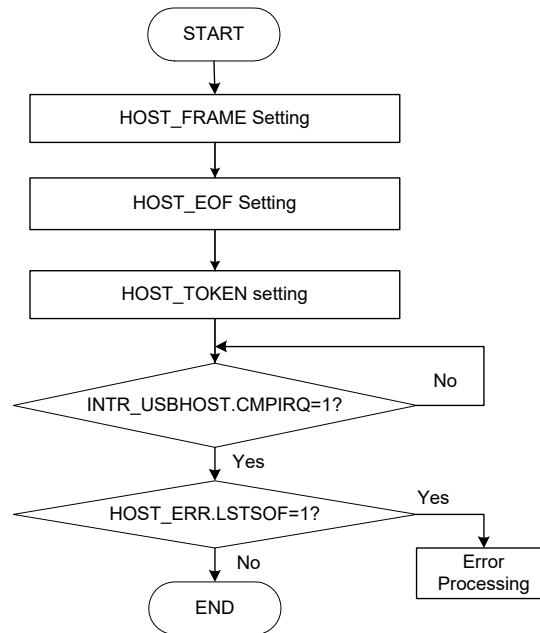 START
HOST_FRAME Setting
HOST_EOF Setting
HOST_TOKEN setting
No
INTR_USBHOST.CMPIRQ=1?
Yes
HOST_ERR.LSTSOF=1?
Yes
No
Error
Processing
END